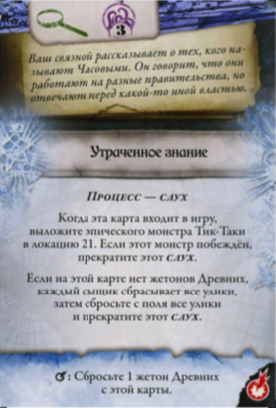 3
Ваш связной рассказывает о тех, кого на-
зывают Часовыми. Он говорит, что они
работают на разные правительства, но
отвечают перед какой-то иной властью.
Утраченное знание
Процесс — слух
Когда эта карта входит в игру,
выложите эпического монстра Тик-Таки
в локацию 21. Если этот монстр побеждён,
прекратите этот слух.
Если на этой карте нет жетонов Древних,
каждый сыщик сбрасывает все улики,
затем сбросьте с поля все улики
и прекратите этот слух.
: Сбросьте 1 жетон Древних
с этой карты.